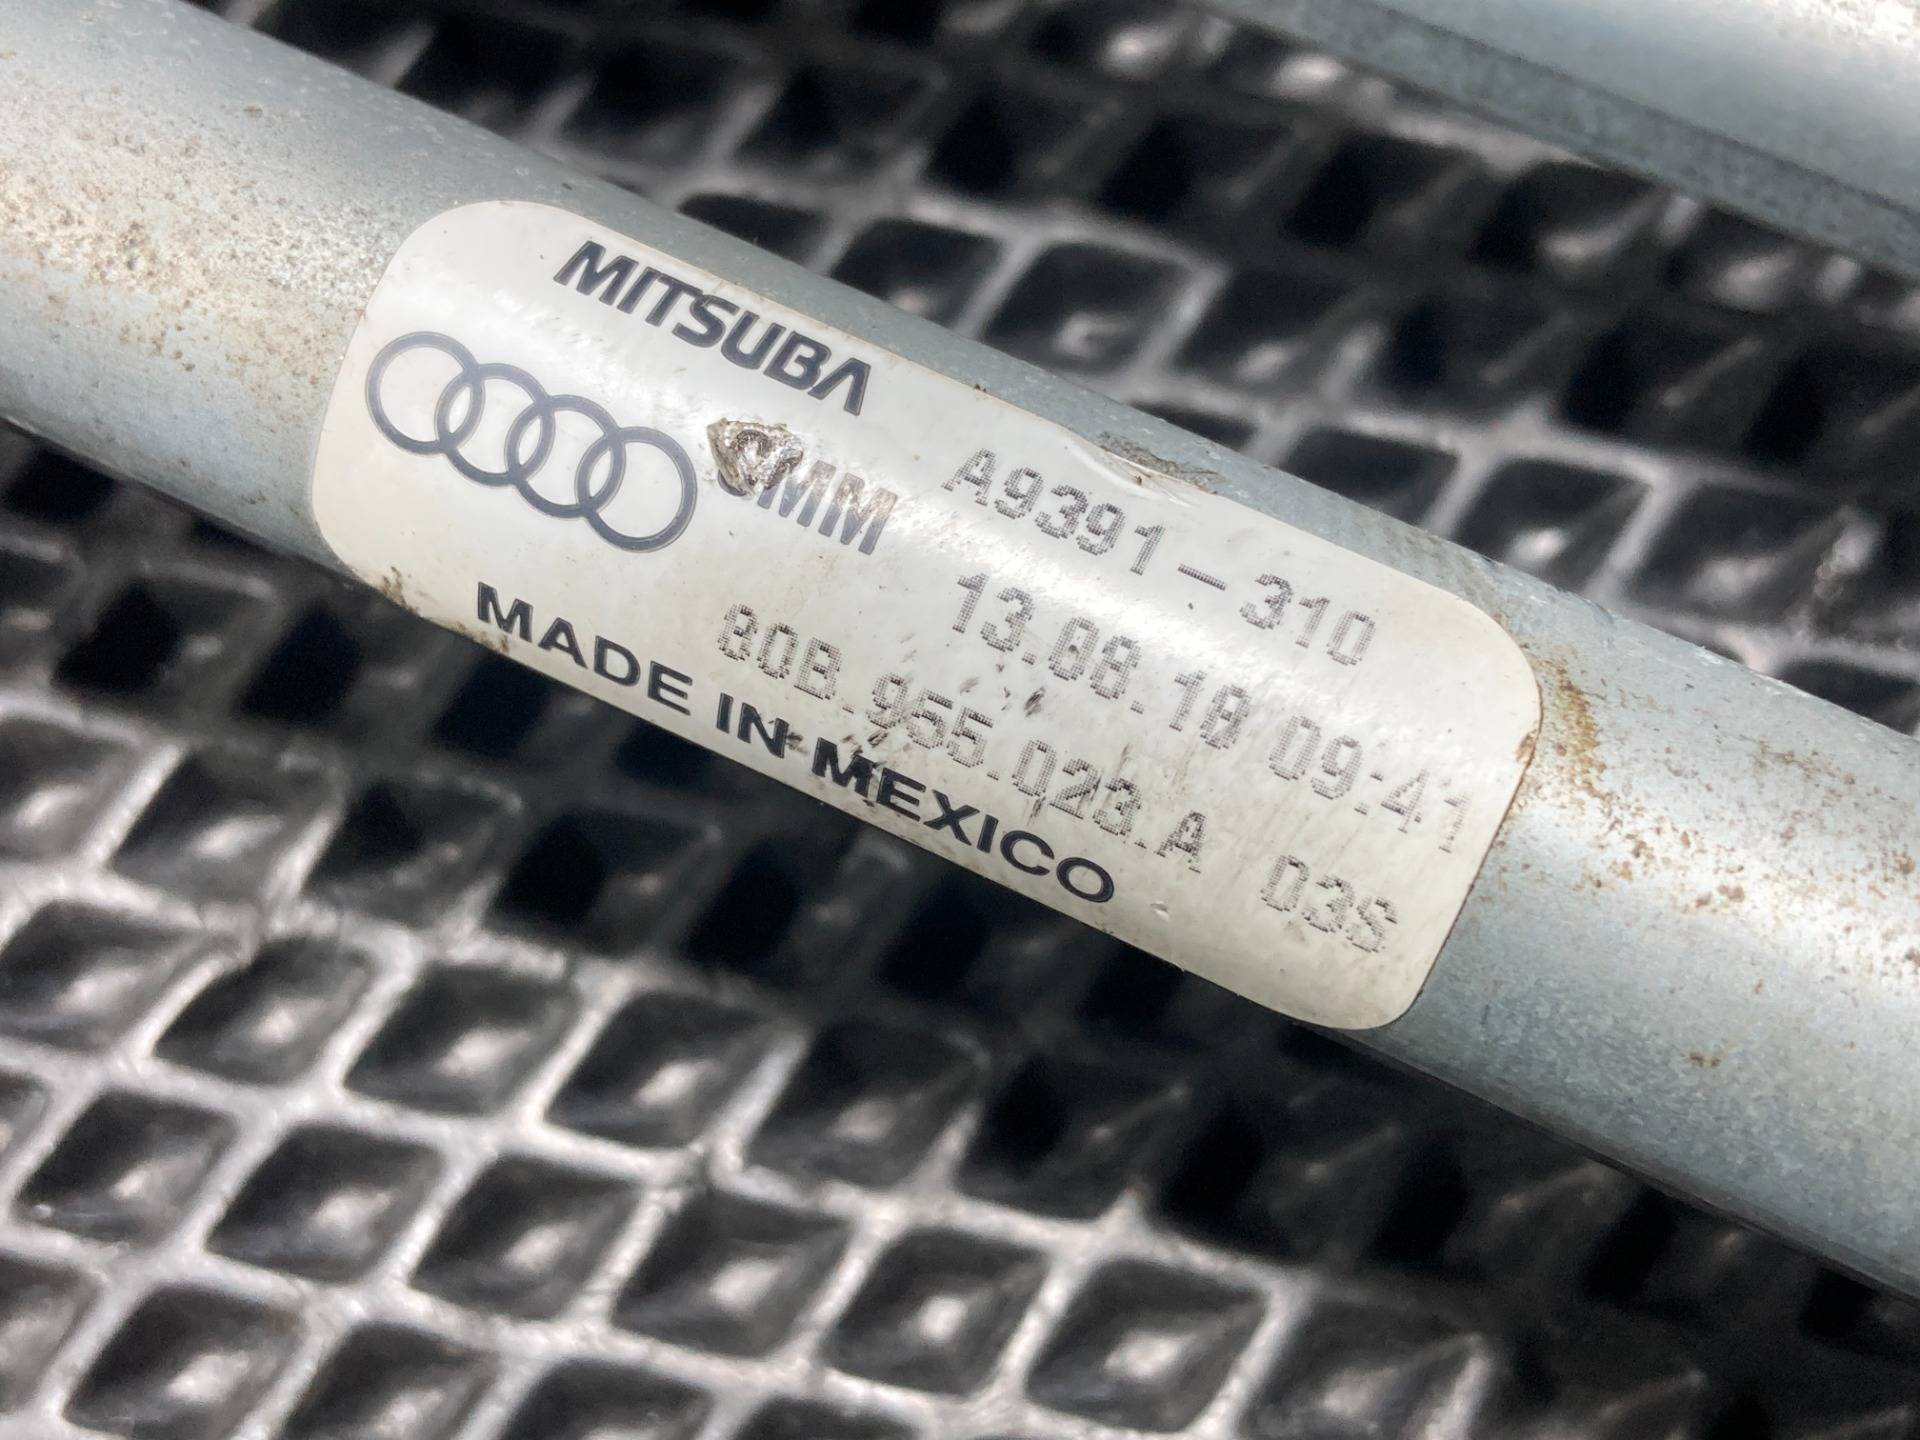 MITSUBA
MM A9391-310
13.08.18 09:41
80B.955.023.A 03S
MADE IN MEXICO